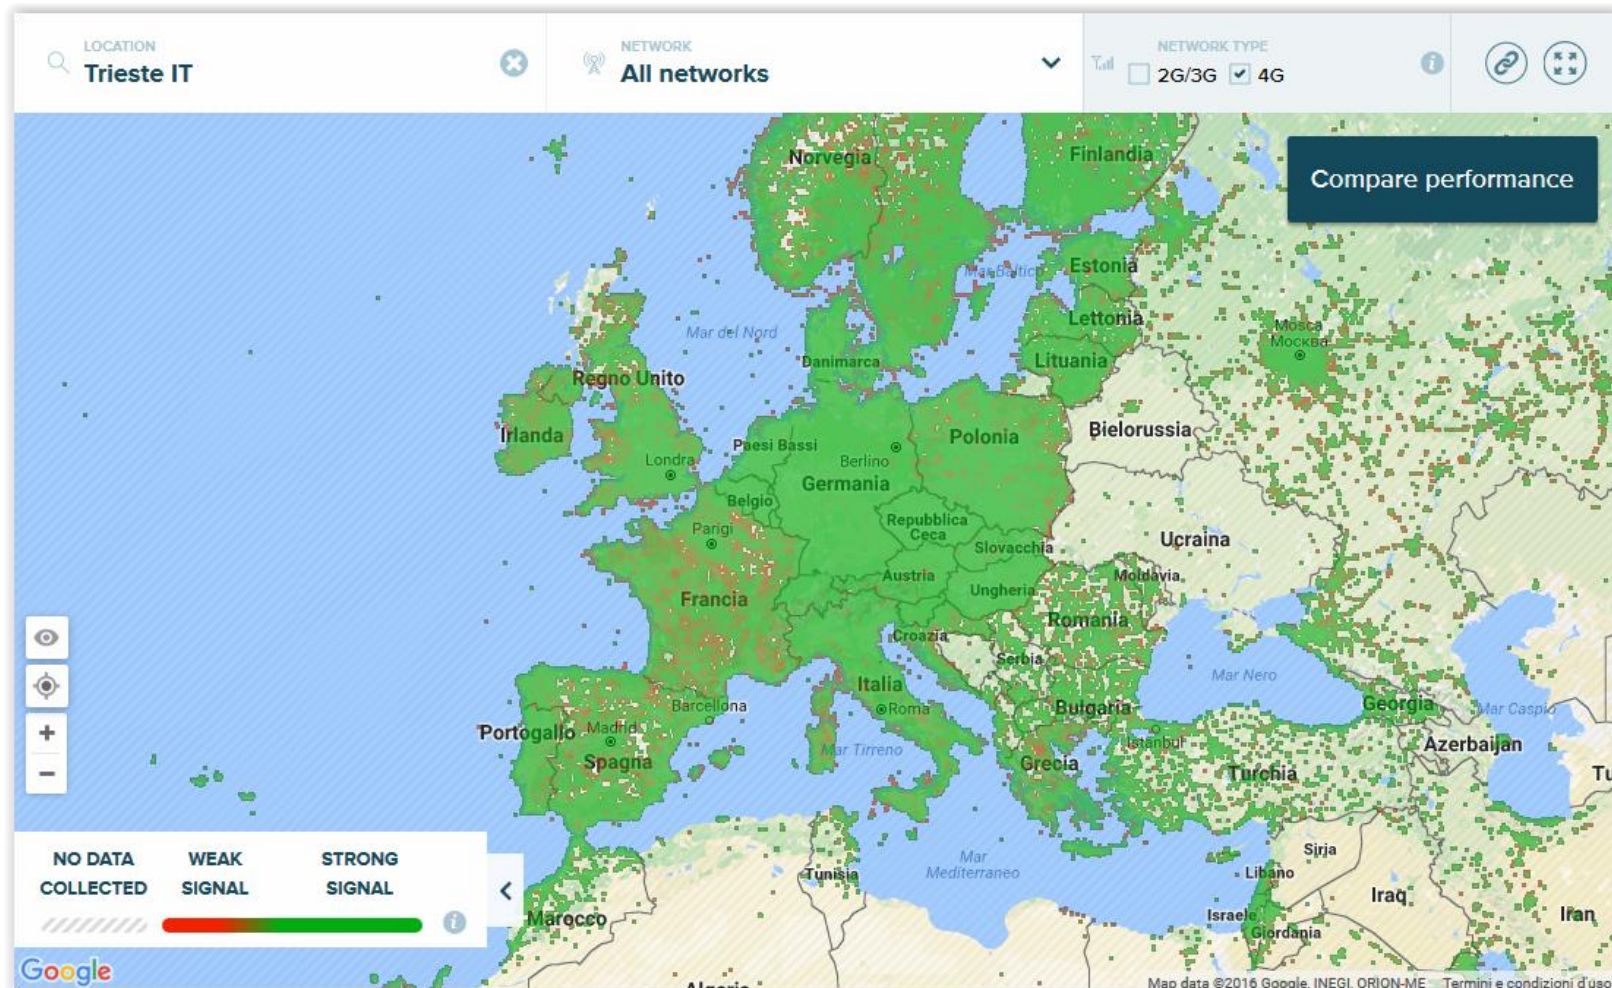 LOCATION
Trieste IT
NETWORK
All networks
NETWORK TYPE
2G/3G
4G
Compare performance
Norvegia
Finlandia
Estonia
Mar Baltico
Lettonia
Mosca
Москва
Mar del Nord
Danimarca
Lituania
Regno Unito
Bielorussia
Irlanda
Paesi Bassi
Polonia
Londra
Berlino
Germania
Belgio
Parigi
Repubblica
Ceca
Slovacchia
Ucraina
Austria
Moldavia
Ungheria
Francia
Romania
Croazia
Serbia
Mar Nero
Italia
Barcellona
Roma
Bulgaria
Georgia
Mar Caspio
Portogallo
Madrid
Istanbul
Azerbaijan
Mar Tirreno
Spagna
Grecia
Turchia
Tu
NO DATA
COLLECTED
WEAK
SIGNAL
STRONG
SIGNAL
Siria
Mar
Mediterraneo
Tunisia
Libano
Iraq
Marocco
Israele
Iran
Giordania
Google
Algeria
Map data ©2016 Google, INEGI, ORION-ME
Termini e condizioni d'uso